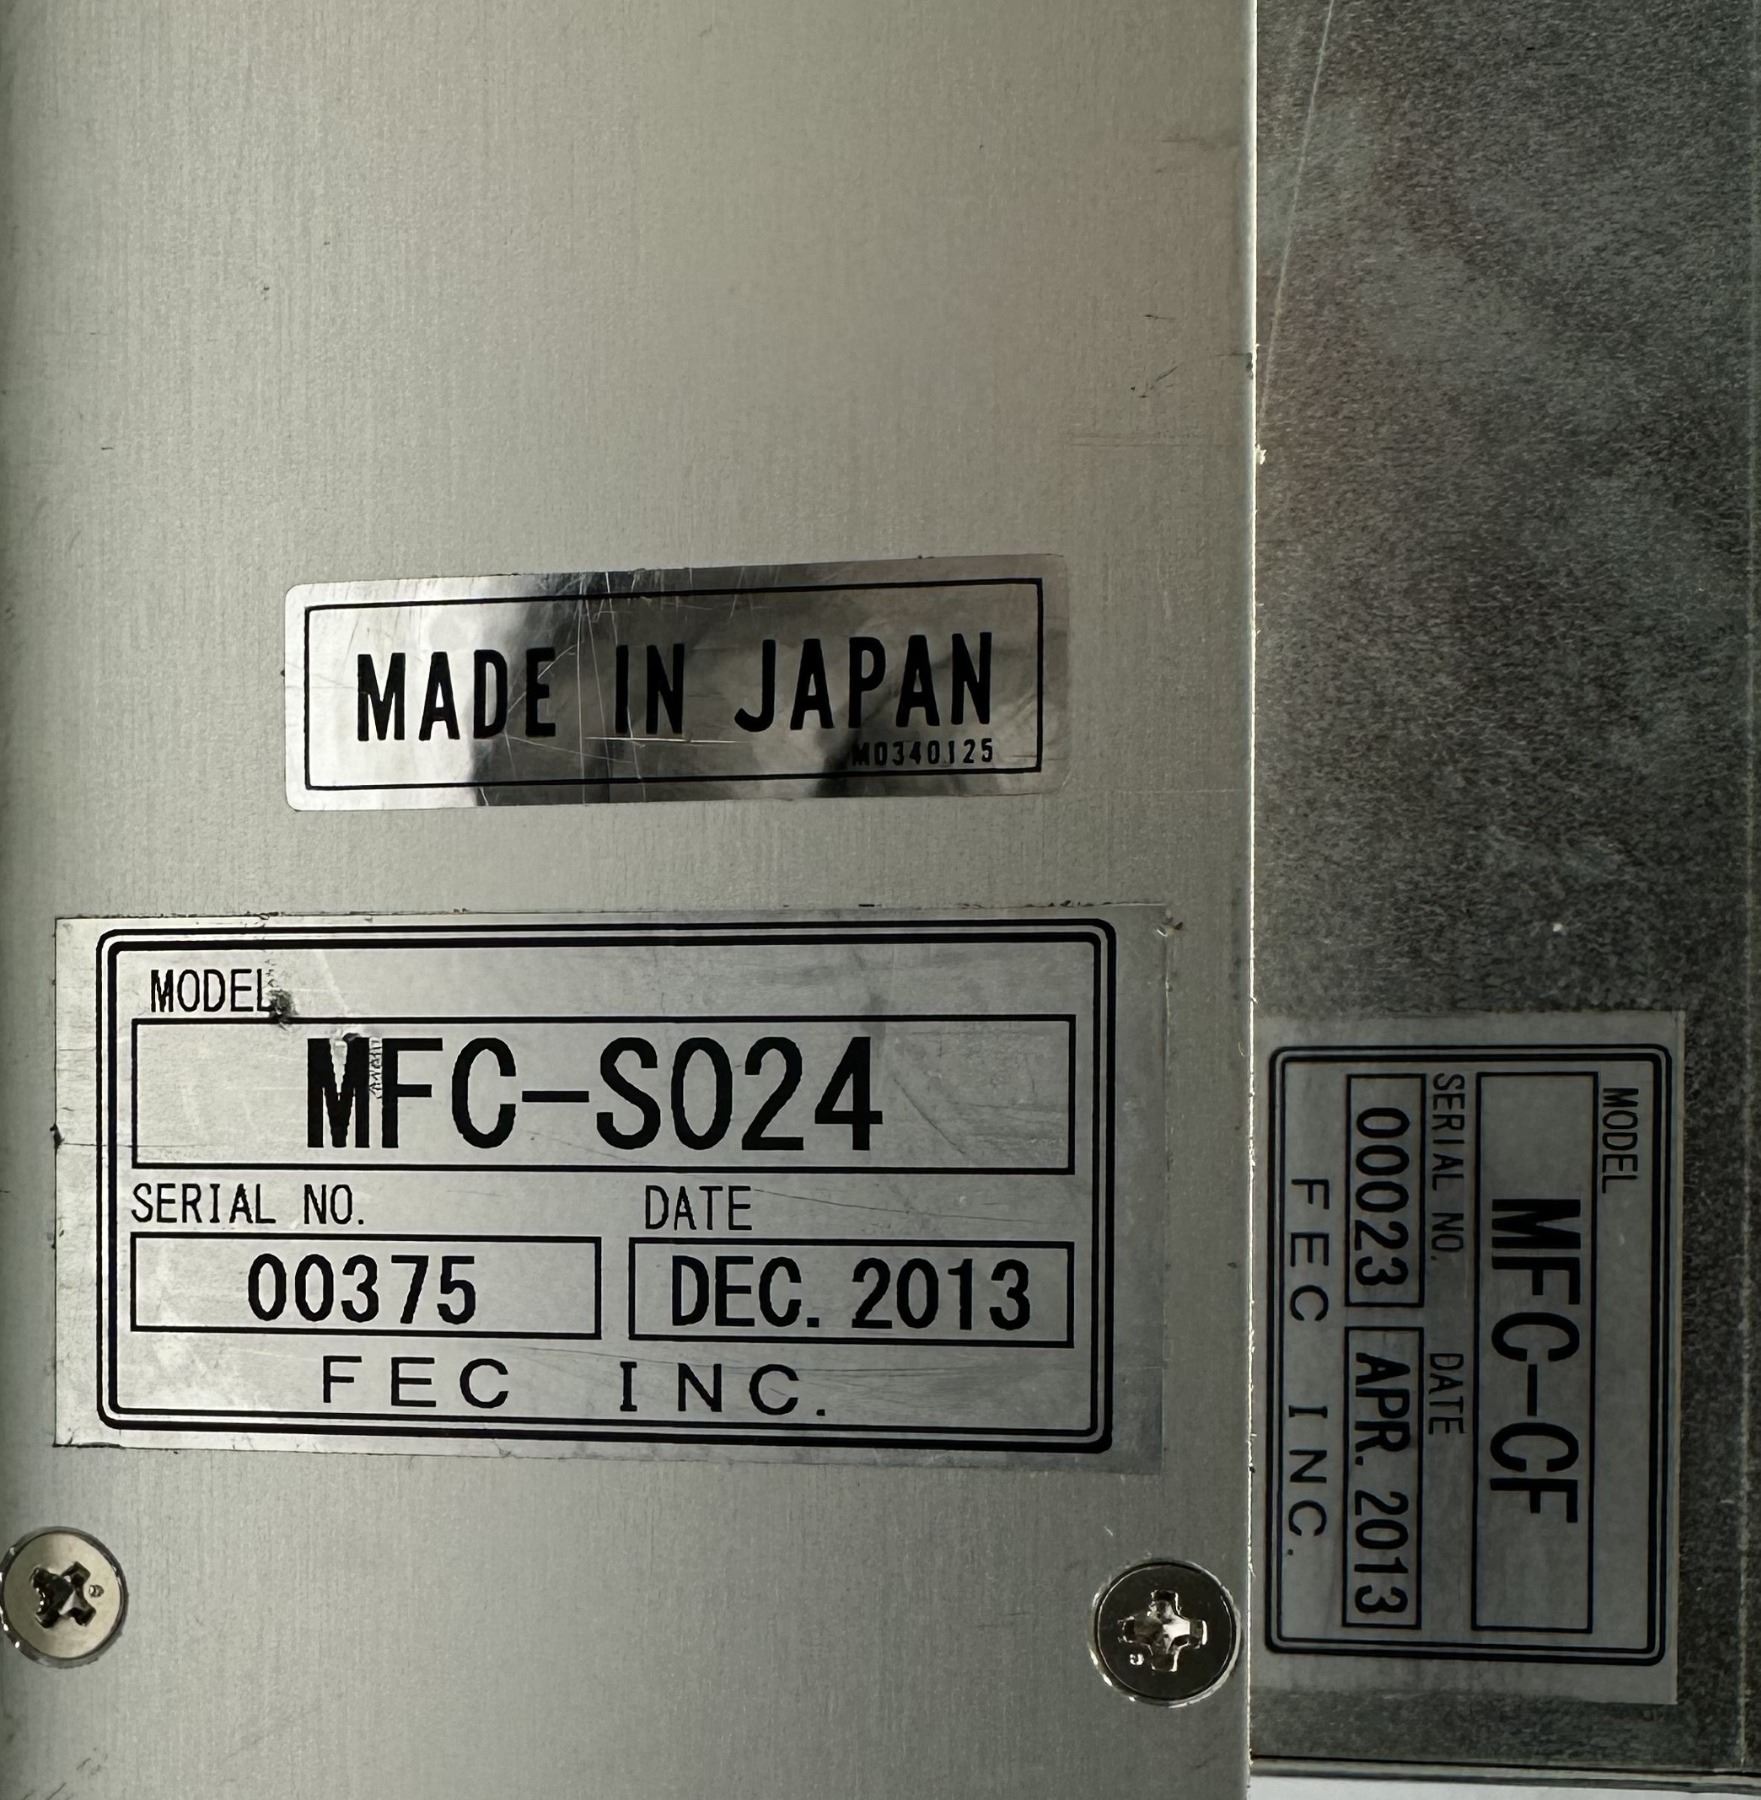 MADE IN JAPAN
M0340125
MODEL
MFC-S024
SERIAL NO. DATE
00375 DEC. 2013
FEC INC.
MODEL
MFC-CF
SERIAL NO. DATE
00023 APR. 2013
FEC INC.